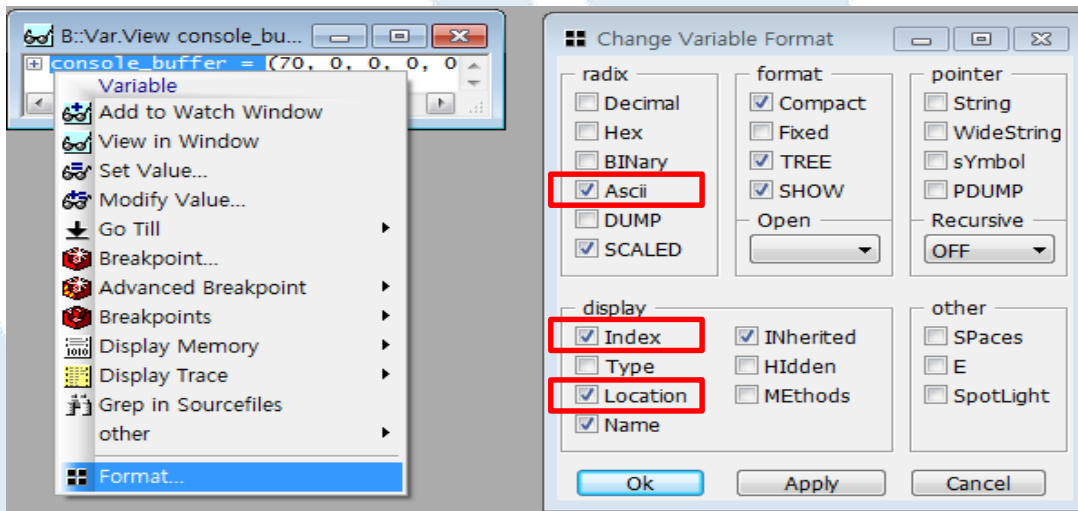 B::Var.View console_bu...
console_buffer = (70, 0, 0, 0, 0
Variable
Add to Watch Window
View in Window
Set Value...
Modify Value...
Go Till
Breakpoint...
Advanced Breakpoint
Breakpoints
Display Memory
Display Trace
Grep in Sourcefiles
other
Format...
Change Variable Format
radix
Decimal
Hex
BINary
Ascii
DUMP
SCALED
format
Compact
Fixed
TREE
SHOW
Open
pointer
String
WideString
sYmbol
PDUMP
Recursive
OFF
display
Index
Type
Location
Name
INherited
HIdden
MEthods
other
SPaces
E
SpotLight
Ok
Apply
Cancel